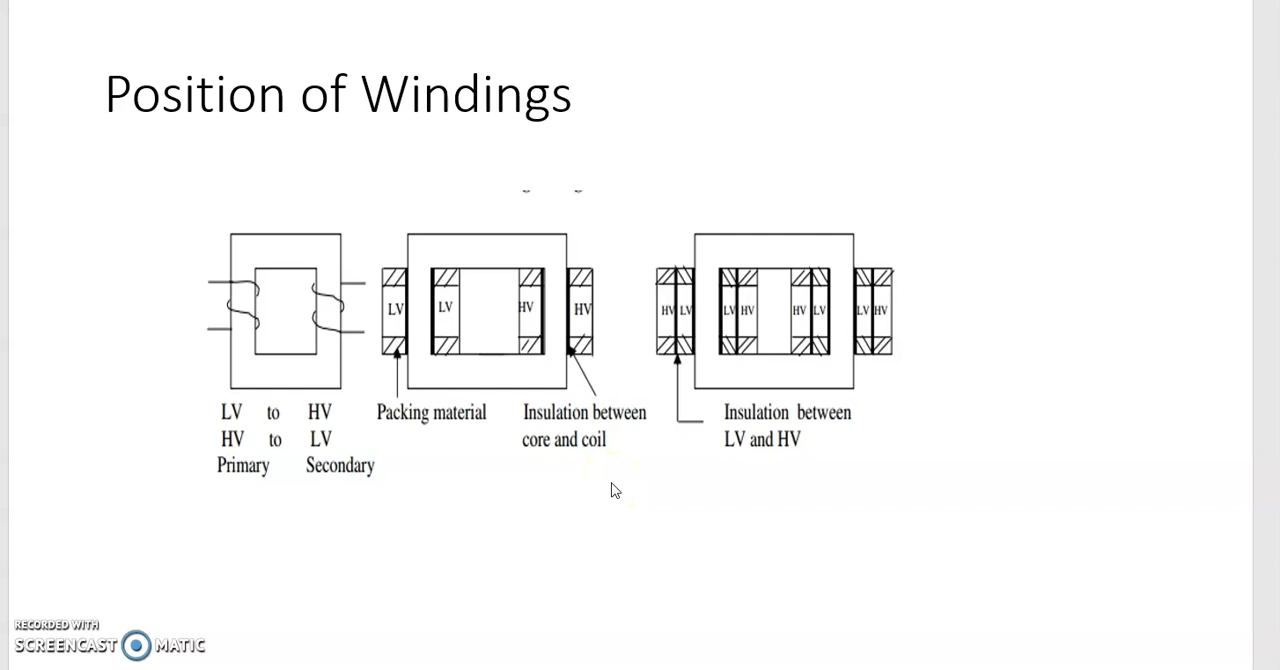 Position of Windings
LV LV HV HV
HV LV LV HV HV LV LV HV
LV to HV
HV to LV
Primary Secondary
Packing material
Insulation between
core and coil
Insulation between
LV and HV
RECORDED WITH
SCREENCAST MATIC